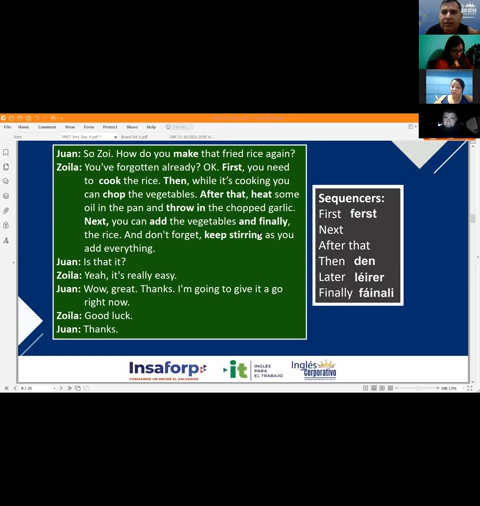 File Home Comment View Form Protect Share Help
Juan: So Zoi. How do you make that fried rice again?
Zoila: You've forgotten already? OK. First, you need
to cook the rice. Then, while it's cooking you
can chop the vegetables. After that, heat some
oil in the pan and throw in the chopped garlic.
Next, you can add the vegetables and finally,
the rice. And don't forget, keep stirring as you
add everything.
Juan: Is that it?
Zoila: Yeah, it's really easy.
Juan: Wow, great. Thanks. I'm going to give it a go
right now.
Zoila: Good luck.
Juan: Thanks.
Sequencers:
First ferst
Next
After that
Then den
Later léirer
Finally fáinali
Insaforp
FORMANDO UN MEJOR EL SALVADOR
it
INGLÉS
PARA
EL TRABAJO
Inglés
Corporativo
4 / 25
108.17%